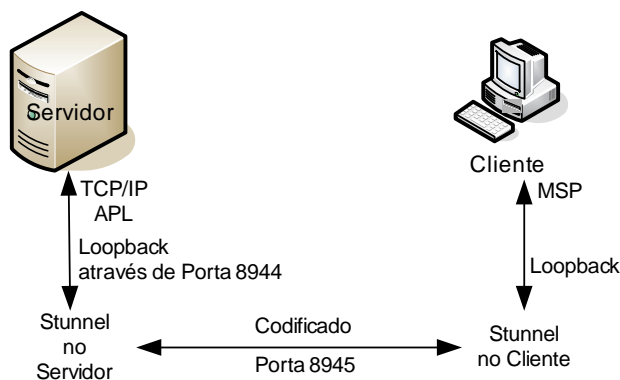 Servidor
Cliente
TCP/IP
APL
MSP
Loopback
através de Porta 8944
Loopback
Stunnel
no
Servidor
Codificado
Porta 8945
Stunnel
no Cliente